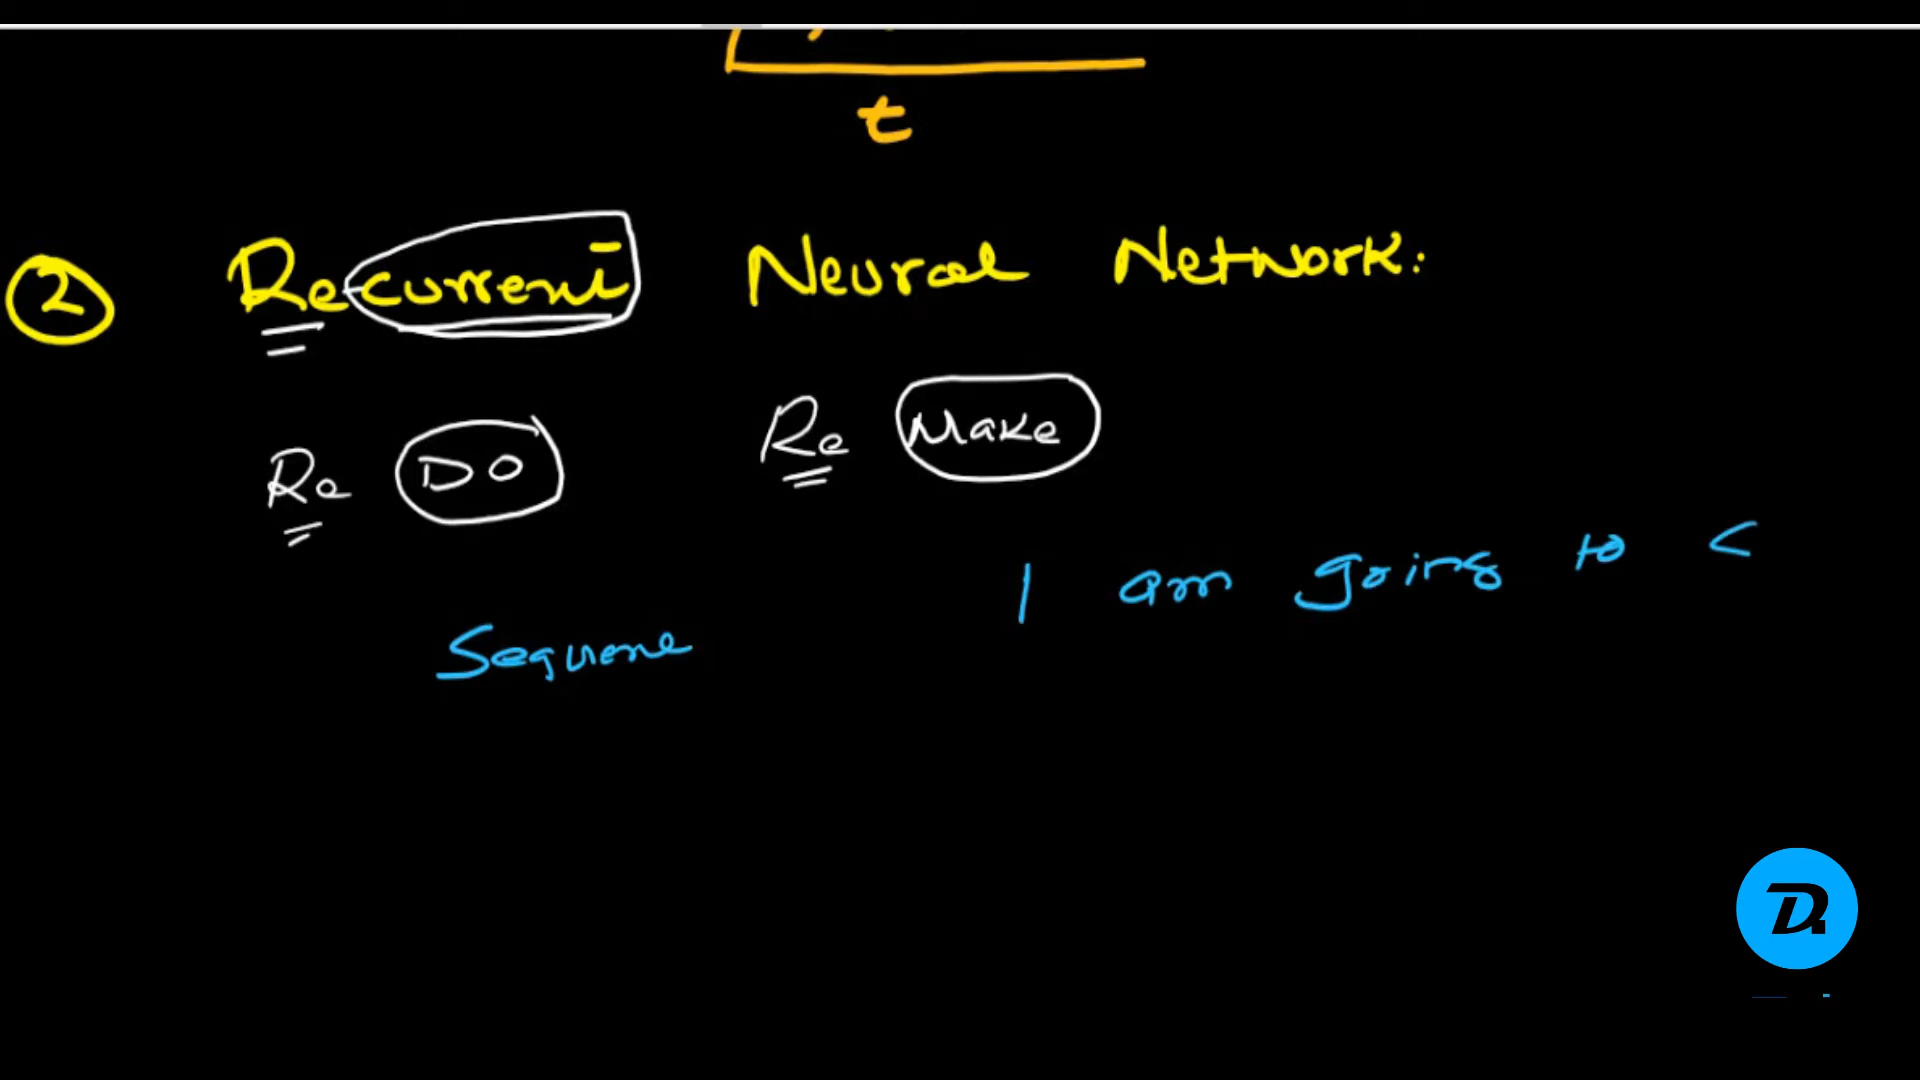 t
2 Recurrent Neural Network:
Re DO Re Make
I am going to C
Sequene